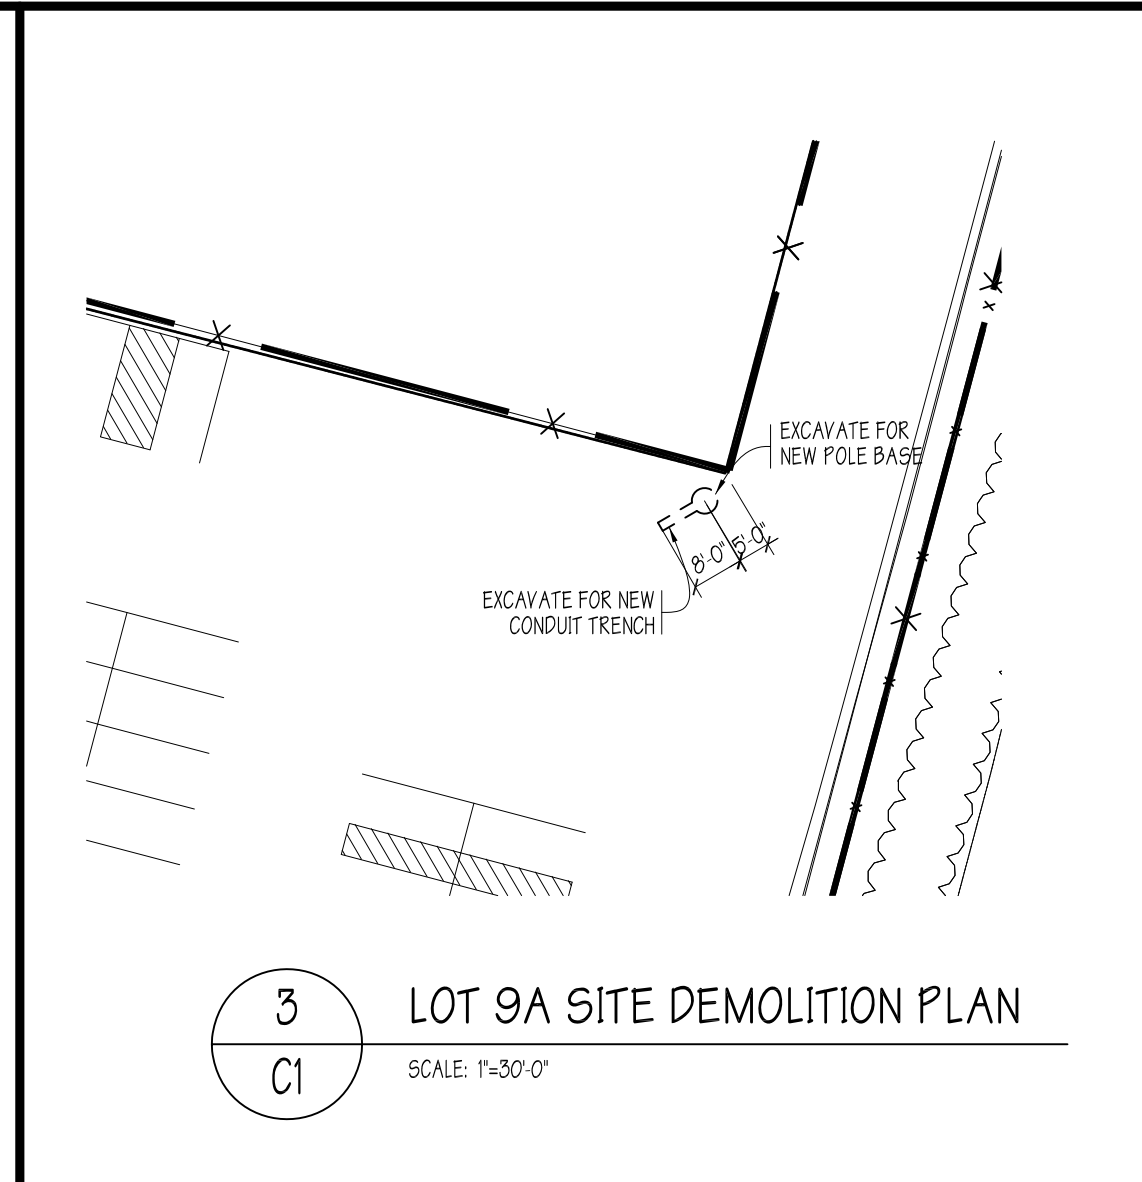 EXCAVATE FOR
NEW POLE BASE
8'-0"
5'-0"
EXCAVATE FOR NEW
CONDUIT TRENCH
3
C1
LOT 9A SITE DEMOLITION PLAN
SCALE: 1"=30'-0"